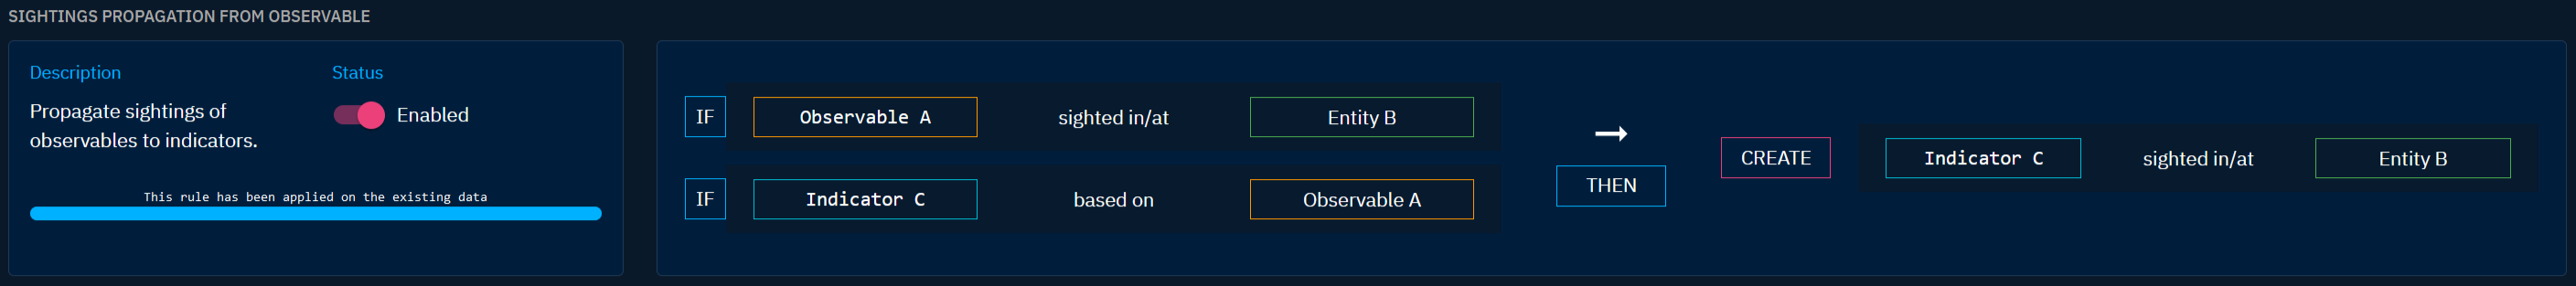 SIGHTINGS PROPAGATION FROM OBSERVABLE
Description
Status
Propagate sightings of
observables to indicators.
Enabled
This rule has been applied on the existing data
IF Observable A sighted in/at Entity B
IF Indicator C based on Observable A
THEN
CREATE Indicator C sighted in/at Entity B